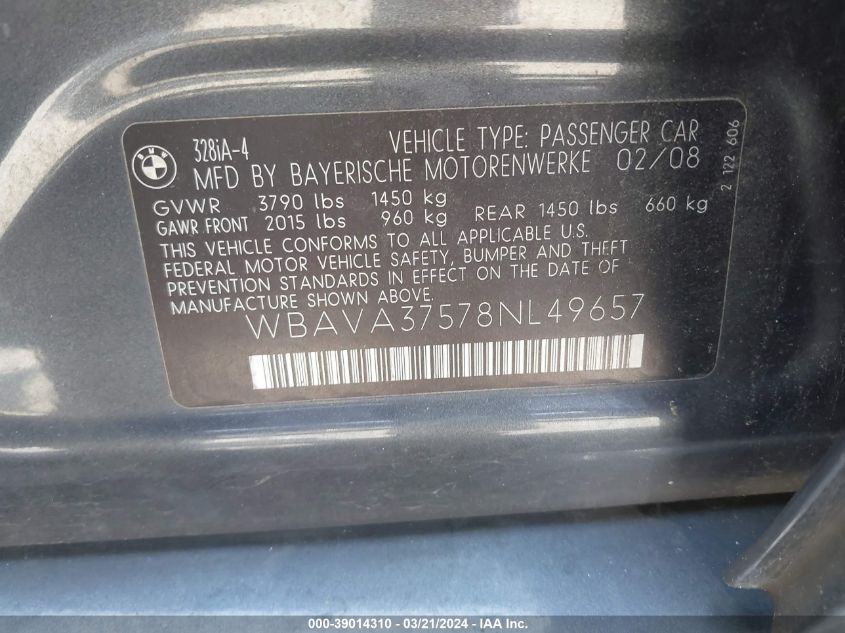 BMW
328iA-4 VEHICLE TYPE: PASSENGER CAR
MFD BY BAYERISCHE MOTORENWERKE 02/08
GVWR 3790 lbs 1450 kg
GAWR FRONT 2015 lbs 960 kg REAR 1450 lbs 660 kg
THIS VEHICLE CONFORMS TO ALL APPLICABLE U.S.
FEDERAL MOTOR VEHICLE SAFETY, BUMPER AND THEFT
PREVENTION STANDARDS IN EFFECT ON THE DATE OF
MANUFACTURE SHOWN ABOVE.
WBAVA37578NL49657
2 122 606
000-39014310 - 03/21/2024 - IAA Inc.